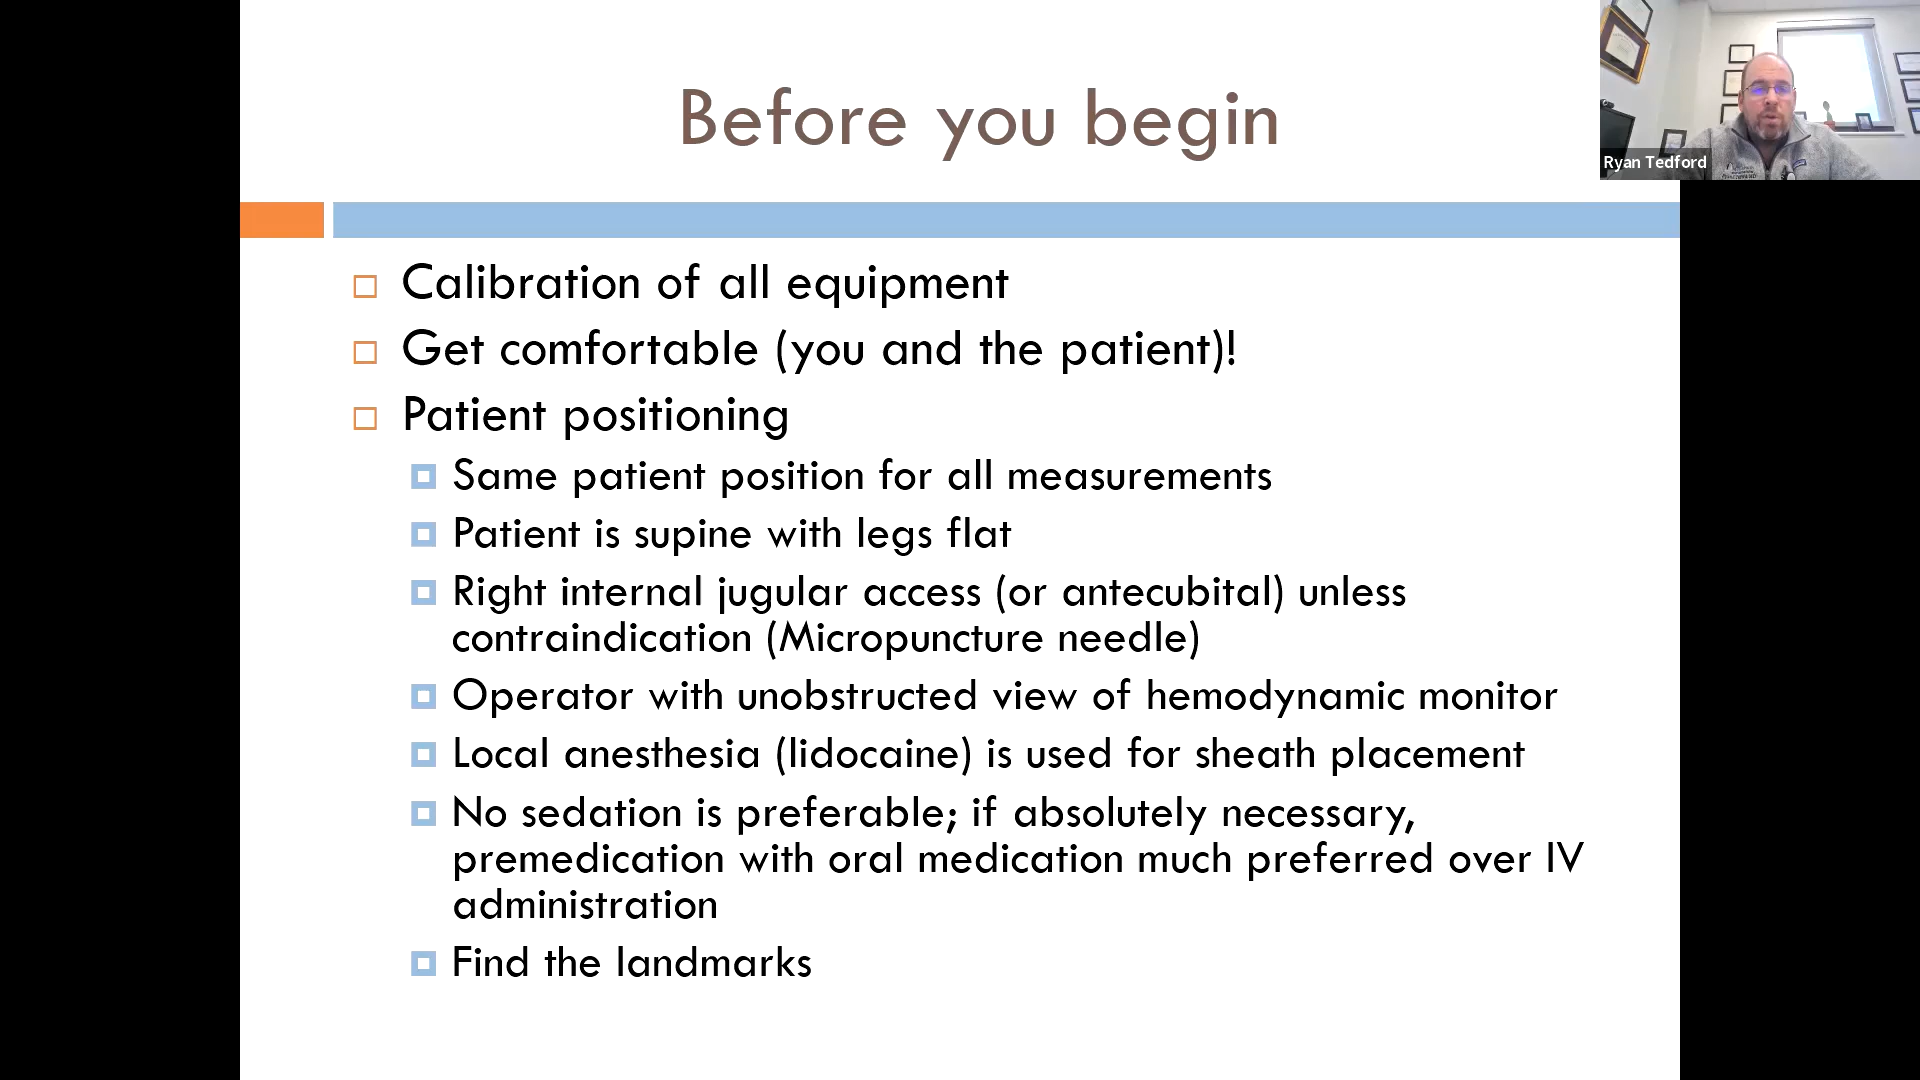 Before you begin
Ryan Tedford
Calibration of all equipment
Get comfortable (you and the patient)!
Patient positioning
Same patient position for all measurements
Patient is supine with legs flat
Right internal jugular access (or antecubital) unless
contraindication (Micropuncture needle)
Operator with unobstructed view of hemodynamic monitor
Local anesthesia (lidocaine) is used for sheath placement
No sedation is preferable; if absolutely necessary,
premedication with oral medication much preferred over IV
administration
Find the landmarks